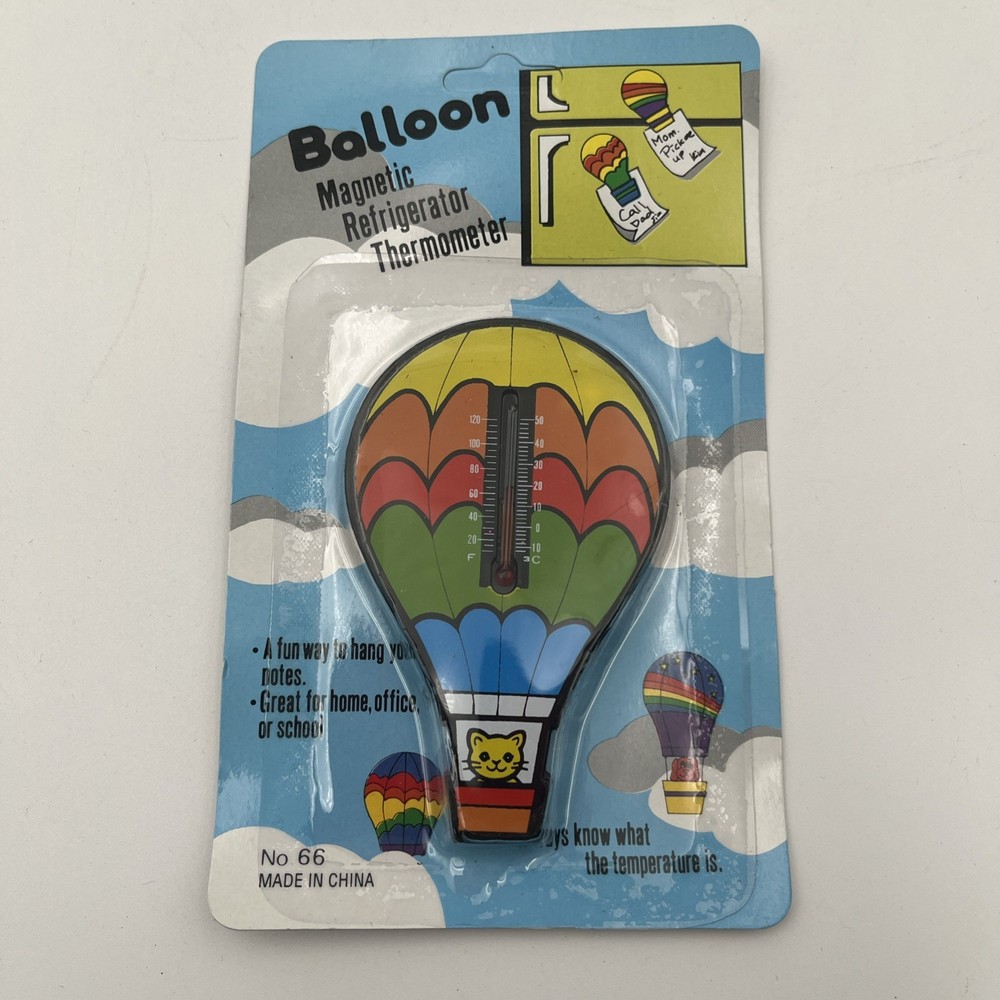 Balloon
Magnetic
Refrigerator
Thermometer
Mom.
Pick me
up Kim
Call
Dad
120 50
100 40
80 30
60 20
40 10
20 0
10
F C
• A fun way to hang
notes.
• Great for home, office,
or school
know what
the temperature is.
No 66
MADE IN CHINA